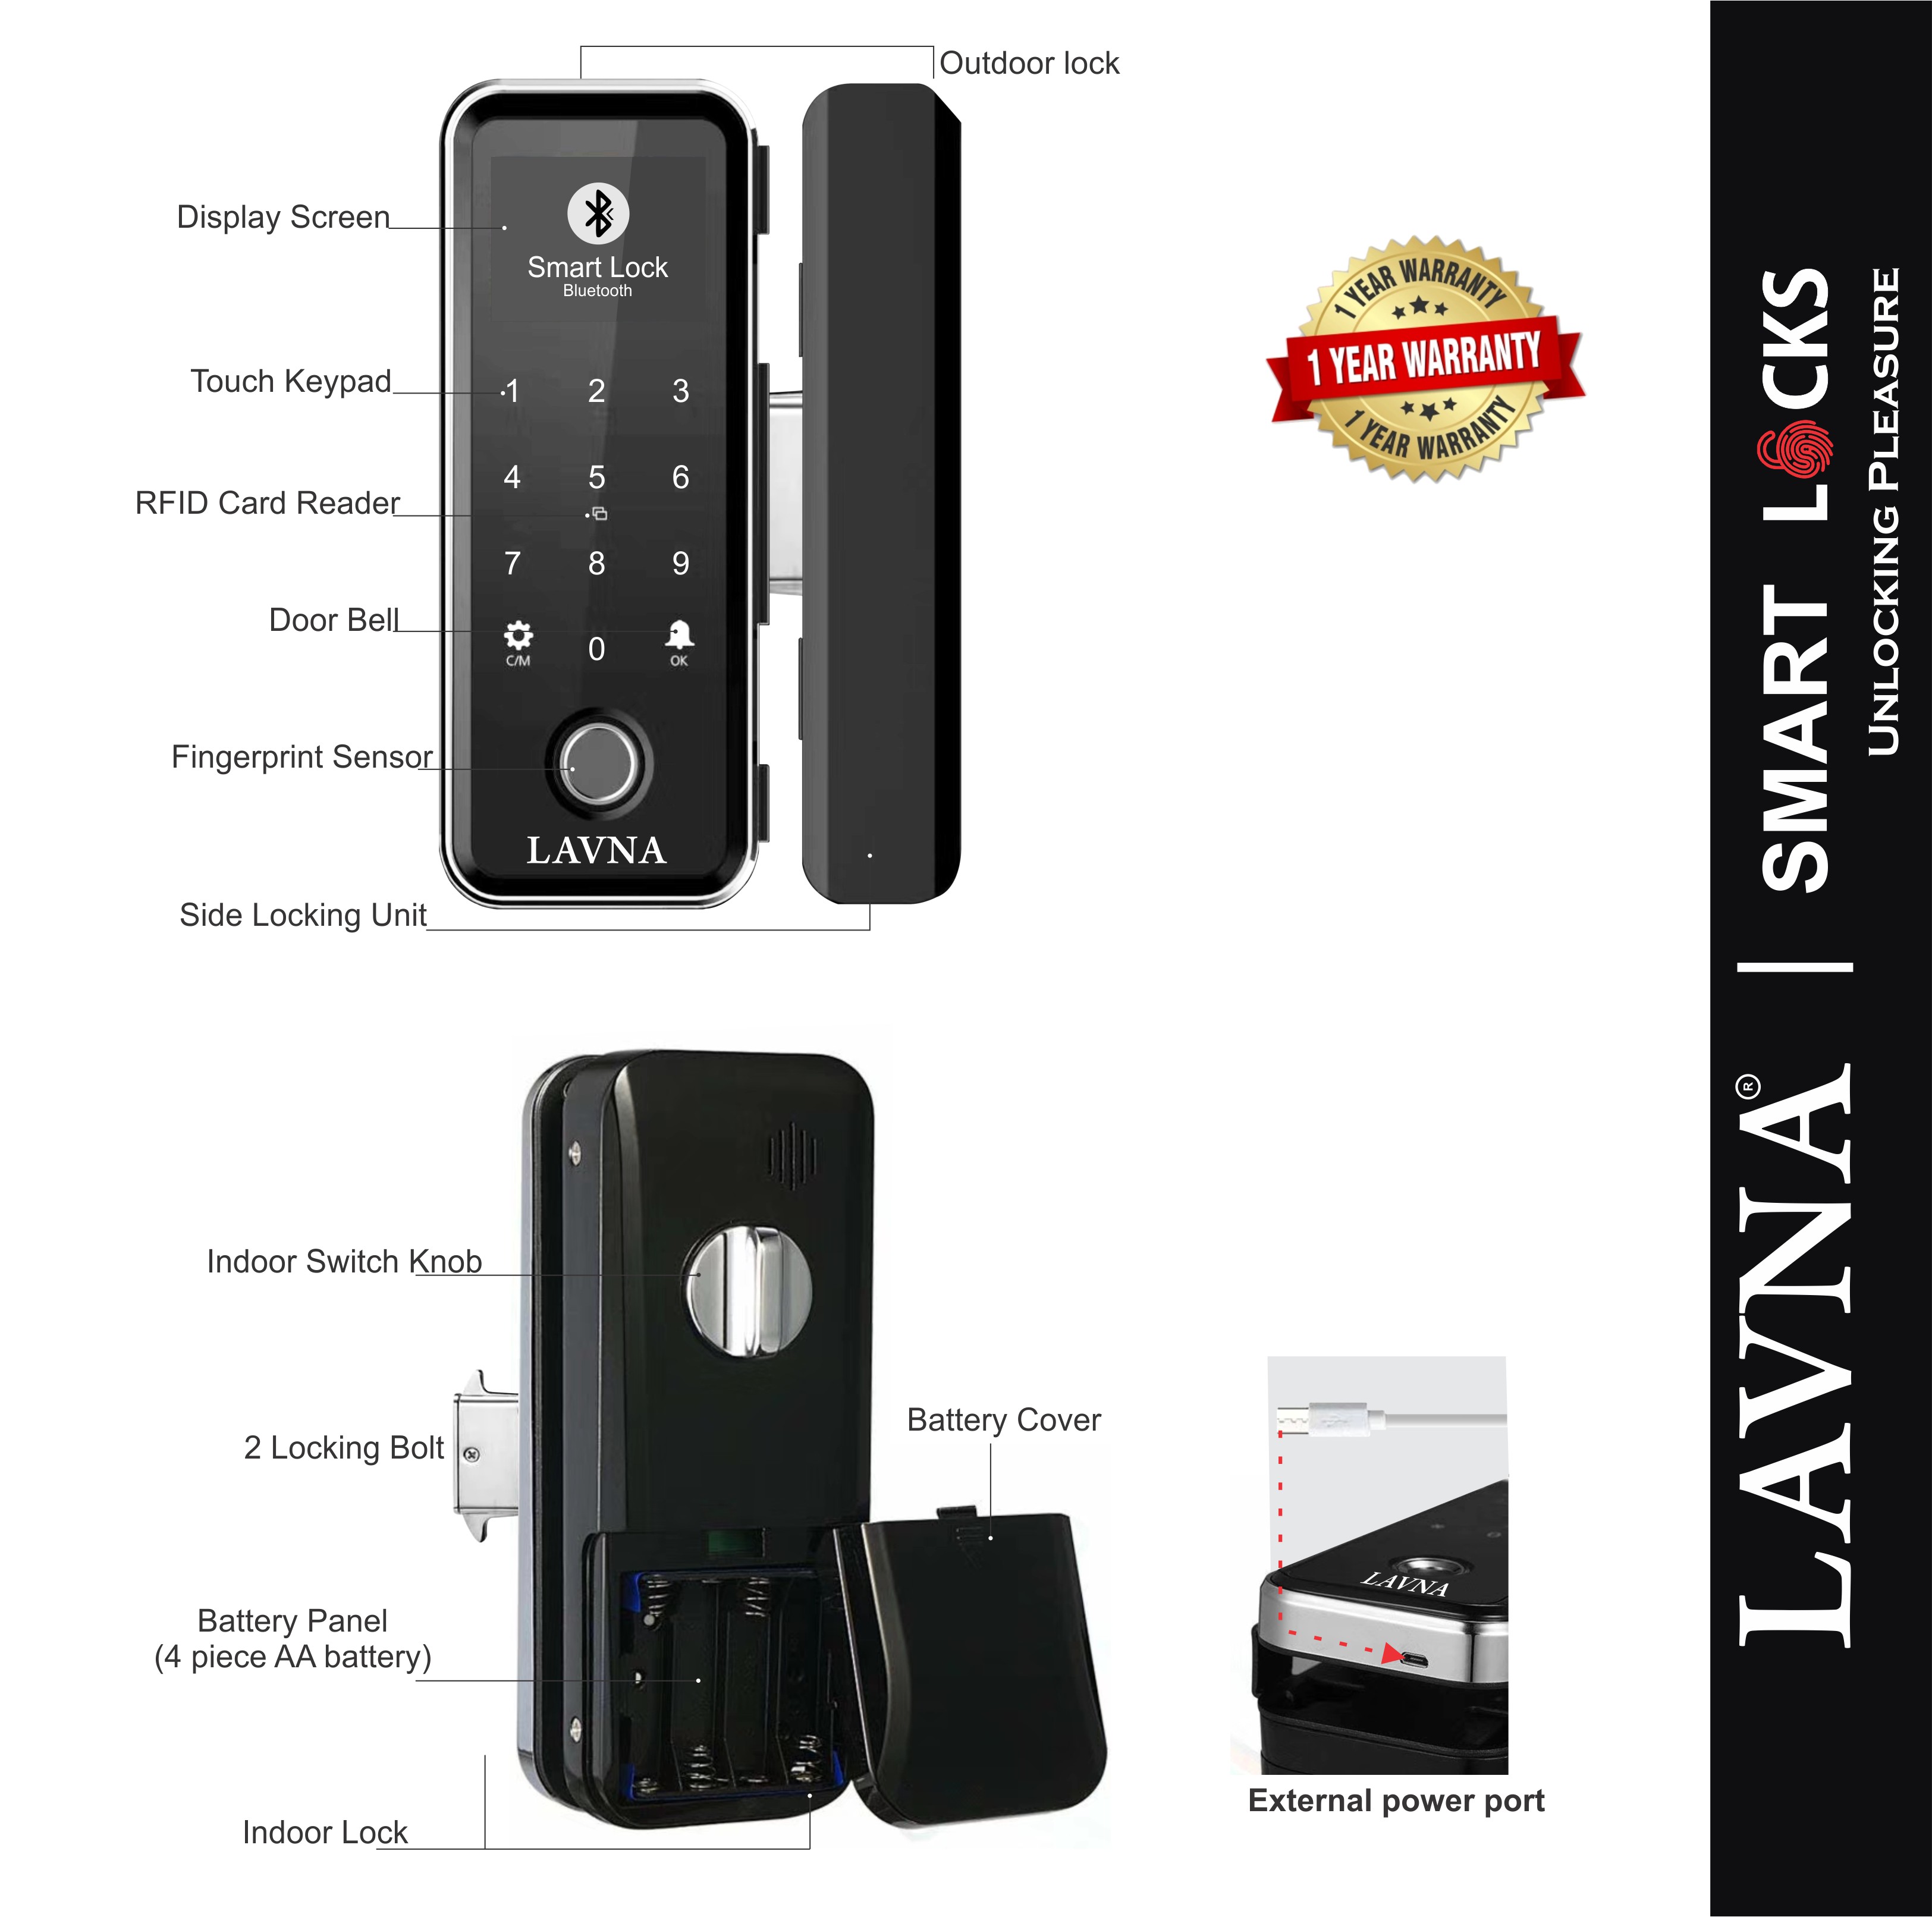 Outdoor lock
Display Screen
Smart Lock
Bluetooth
Touch Keypad
1 2 3
4 5 6
RFID Card Reader
7 8 9
Door Bell
0
C/M
OK
Fingerprint Sensor
LAVNA
Side Locking Unit
1 YEAR WARRANTY
1 YEAR WARRANTY
1 YEAR WARRANTY
Indoor Switch Knob
2 Locking Bolt
Battery Cover
Battery Panel
(4 piece AA battery)
Indoor Lock
LAVNA
External power port
LAVNA® | SMART LOCKS
UNLOCKING PLEASURE